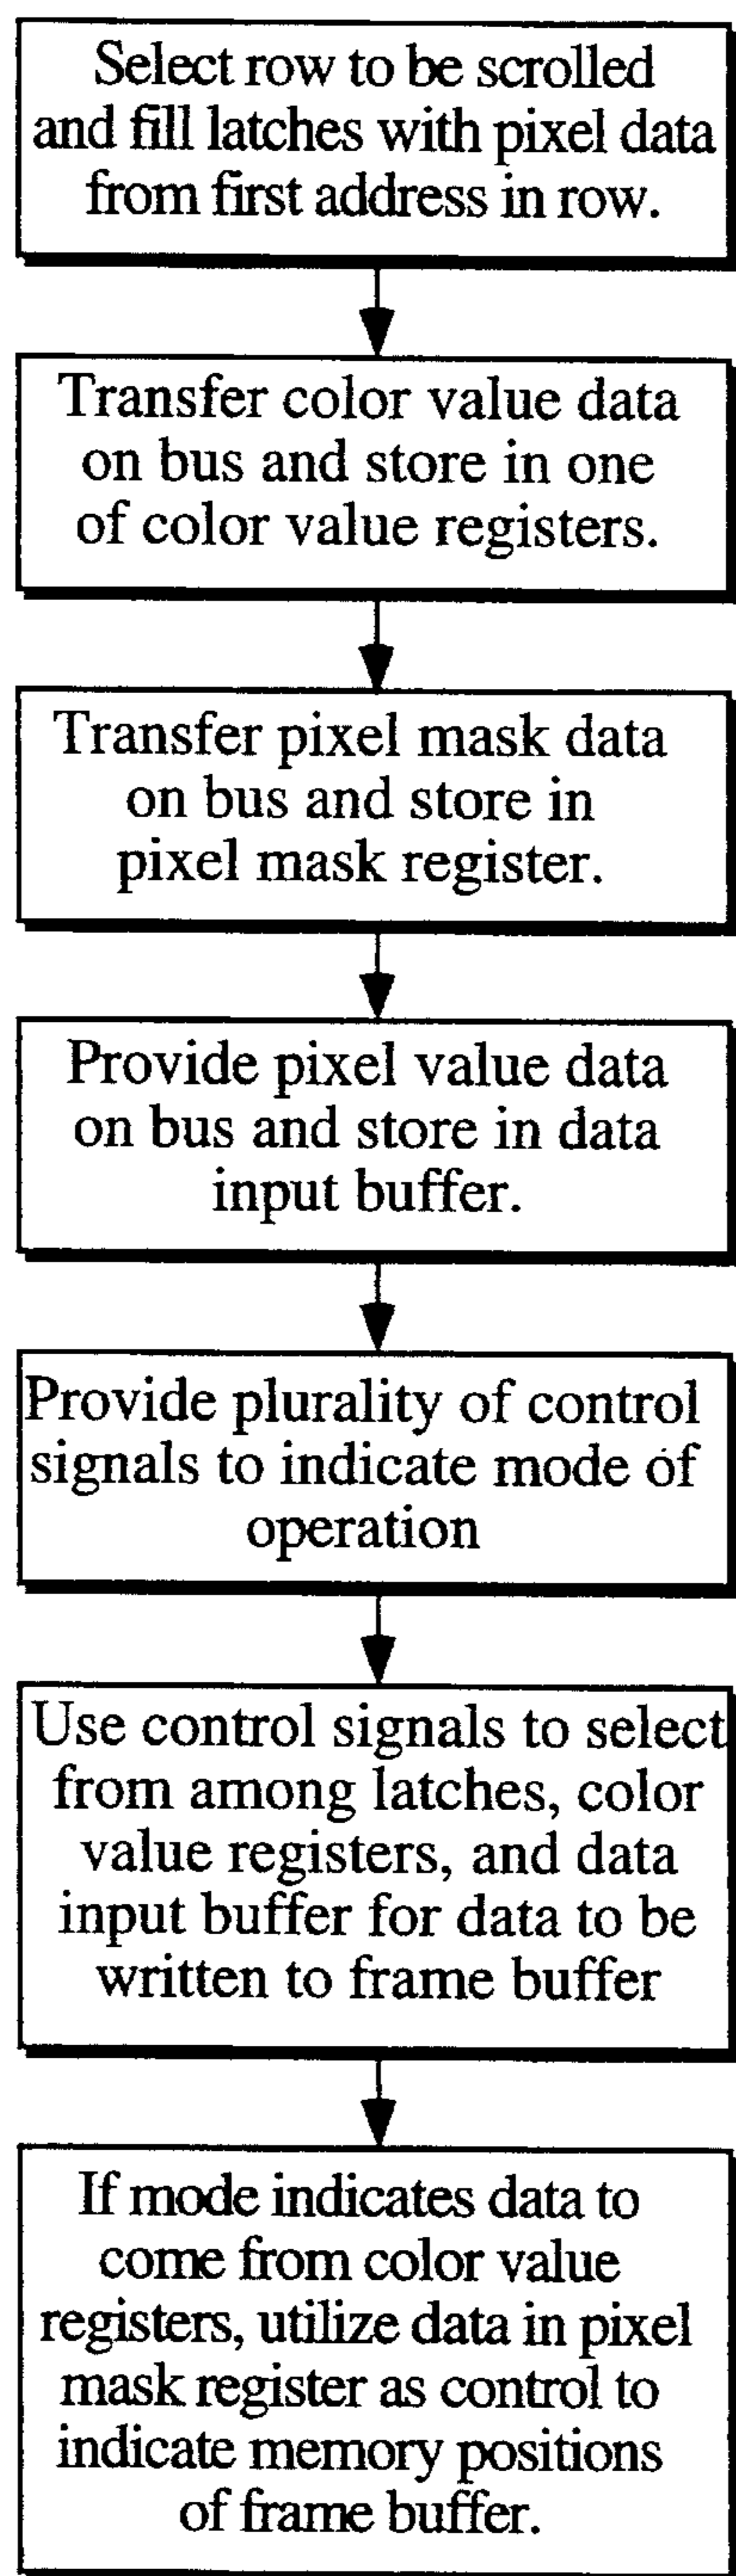 Select row to be scrolled
and fill latches with pixel data
from first address in row.
Transfer color value data
on bus and store in one
of color value registers.
Transfer pixel mask data
on bus and store in
pixel mask register.
Provide pixel value data
on bus and store in data
input buffer.
Provide plurality of control
signals to indicate mode of
operation
Use control signals to select
from among latches, color
value registers, and data
input buffer for data to be
written to frame buffer
If mode indicates data to
come from color value
registers, utilize data in pixel
mask register as control to
indicate memory positions
of frame buffer.